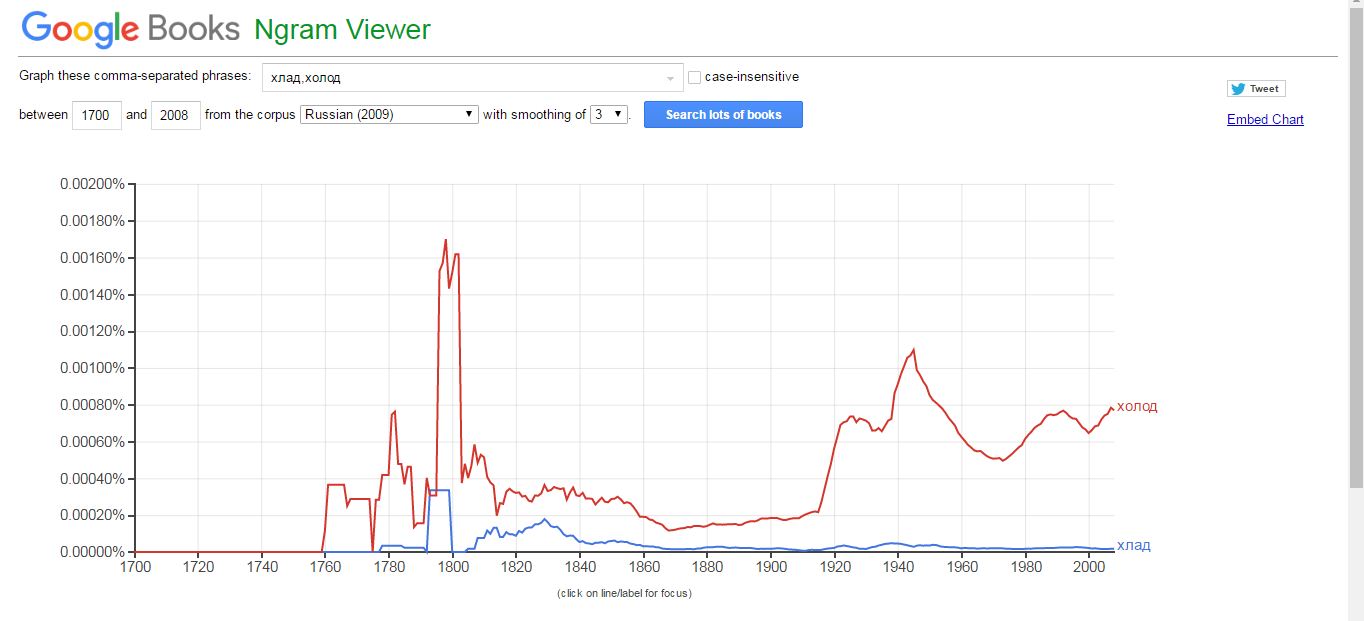 Google Books Ngram Viewer
Graph these comma-separated phrases: хлад,холод case-insensitive
between 1700 and 2008 from the corpus Russian (2009) with smoothing of 3 . Search lots of books
Tweet
Embed Chart
0.00200%
0.00180%
0.00160%
0.00140%
0.00120%
0.00100%
0.00080%
0.00060%
0.00040%
0.00020%
0.00000%
холод
хлад
1700 1720 1740 1760 1780 1800 1820 1840 1860 1880 1900 1920 1940 1960 1980 2000
(click on line/label for focus)